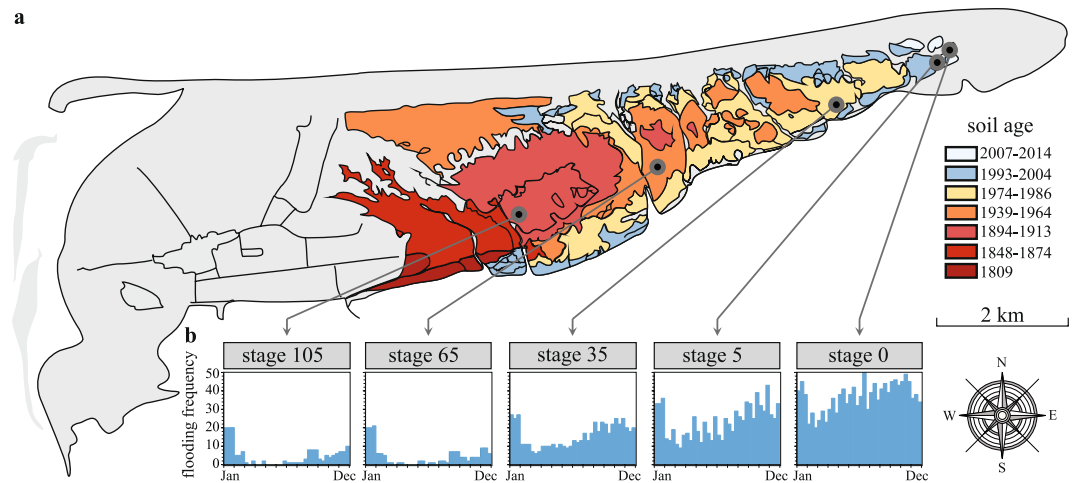 a
soil age
2007-2014
1993-2004
1974-1986
1939-1964
1894-1913
1848-1874
1809
2 km
b
stage 105
stage 65
stage 35
stage 5
stage 0
flooding frequency
50
40
30
20
10
0
Jan Dec
Jan Dec
Jan Dec
Jan Dec
Jan Dec
N
W E
S